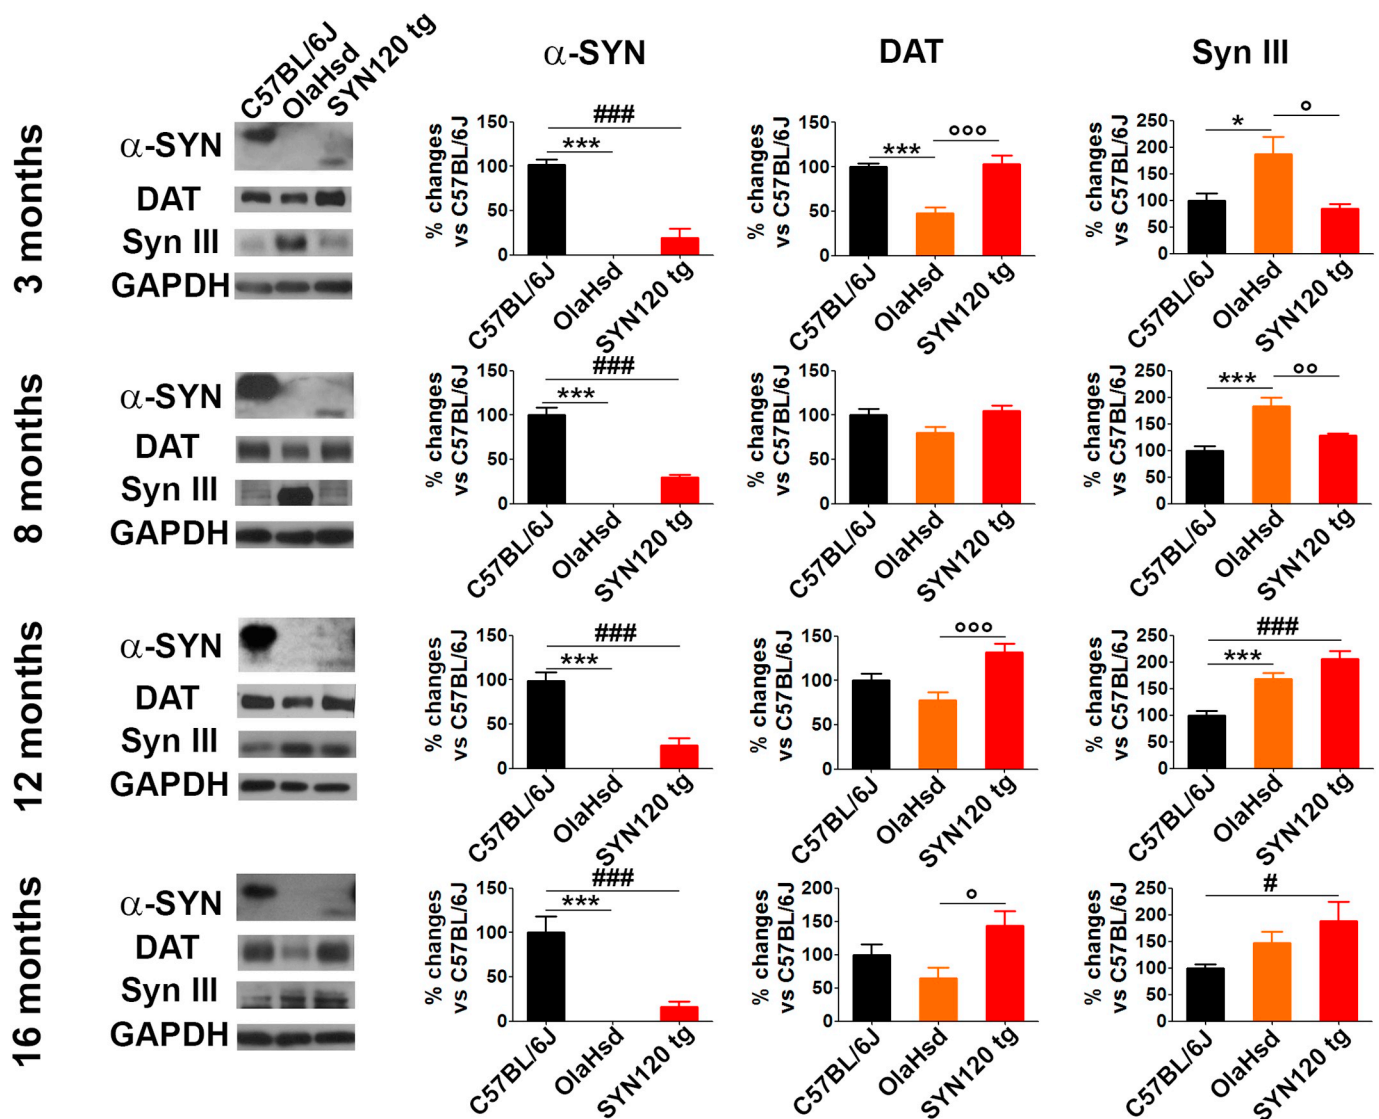 C57BL/6J
OlaHsd
SYN120 tg
α-SYN
DAT
Syn III
3 months
α-SYN
DAT
Syn III
GAPDH
% changes
vs C57BL/6J
150
100
50
0
***
###
C57BL/6J
OlaHsd
SYN120 tg
% changes
vs C57BL/6J
150
100
50
0
***
°°°
C57BL/6J
OlaHsd
SYN120 tg
% changes
vs C57BL/6J
250
200
150
100
50
0
*
°
C57BL/6J
OlaHsd
SYN120 tg
8 months
α-SYN
DAT
Syn III
GAPDH
% changes
vs C57BL/6J
150
100
50
0
***
###
C57BL/6J
OlaHsd
SYN120 tg
% changes
vs C57BL/6J
150
100
50
0
C57BL/6J
OlaHsd
SYN120 tg
% changes
vs C57BL/6J
250
200
150
100
50
0
***
°°
C57BL/6J
OlaHsd
SYN120 tg
12 months
α-SYN
DAT
Syn III
GAPDH
% changes
vs C57BL/6J
150
100
50
0
***
###
C57BL/6J
OlaHsd
SYN120 tg
% changes
vs C57BL/6J
150
100
50
0
°°°
C57BL/6J
OlaHsd
SYN120 tg
% changes
vs C57BL/6J
250
200
150
100
50
0
***
###
C57BL/6J
OlaHsd
SYN120 tg
16 months
α-SYN
DAT
Syn III
GAPDH
% changes
vs C57BL/6J
150
100
50
0
***
###
C57BL/6J
OlaHsd
SYN120 tg
% changes
vs C57BL/6J
200
150
100
50
0
°
C57BL/6J
OlaHsd
SYN120 tg
% changes
vs C57BL/6J
250
200
150
100
50
0
#
C57BL/6J
OlaHsd
SYN120 tg